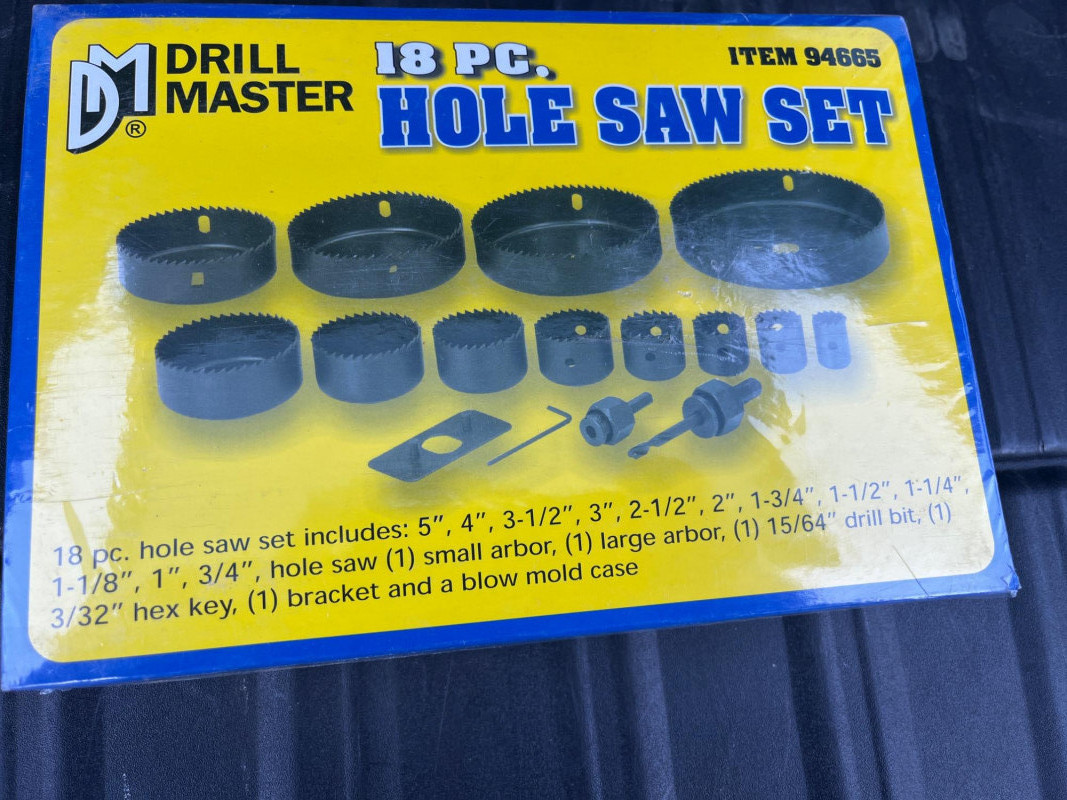 DM
®
DRILL
MASTER
18 PC.
HOLE SAW SET
ITEM 94665
18 pc. hole saw set includes: 5", 4", 3-1/2", 3", 2-1/2", 2", 1-3/4", 1-1/2", 1-1/4",
1-1/8", 1", 3/4", hole saw (1) small arbor, (1) large arbor, (1) 15/64" drill bit, (1)
3/32" hex key, (1) bracket and a blow mold case